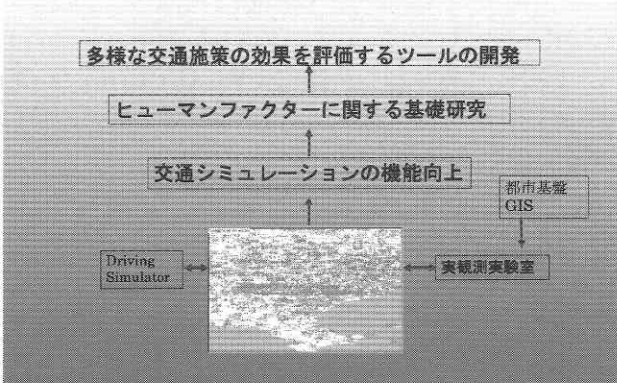 多様な交通施策の効果を評価するツールの開発
ヒューマンファクターに関する基礎研究
交通シミュレーションの機能向上
都市基盤
GIS
Driving
Simulator
実観測実験室